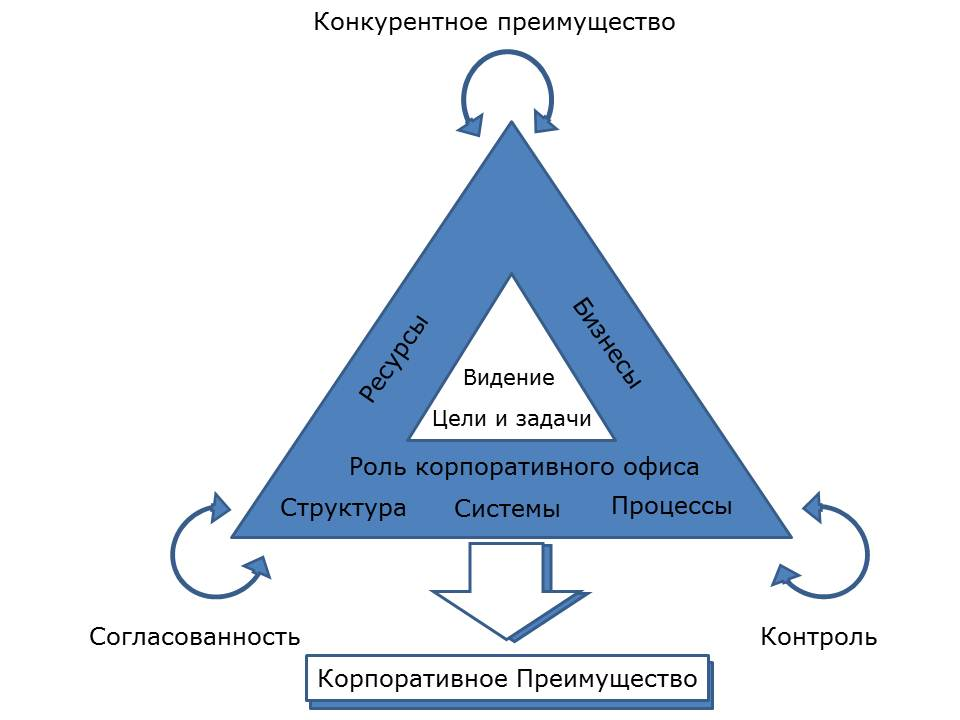 Конкурентное преимущество
Ресурсы
Бизнесы
Видение
Цели и задачи
Роль корпоративного офиса
Структура
Системы
Процессы
Согласованность
Контроль
Корпоративное Преимущество